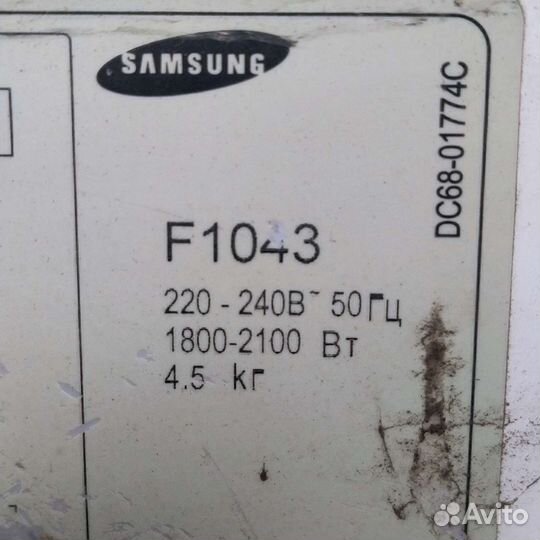 SAMSUNG
DC68-01774C
F1043
220 - 240В~ 50Гц
1800-2100 Вт
4.5 кг
Avito